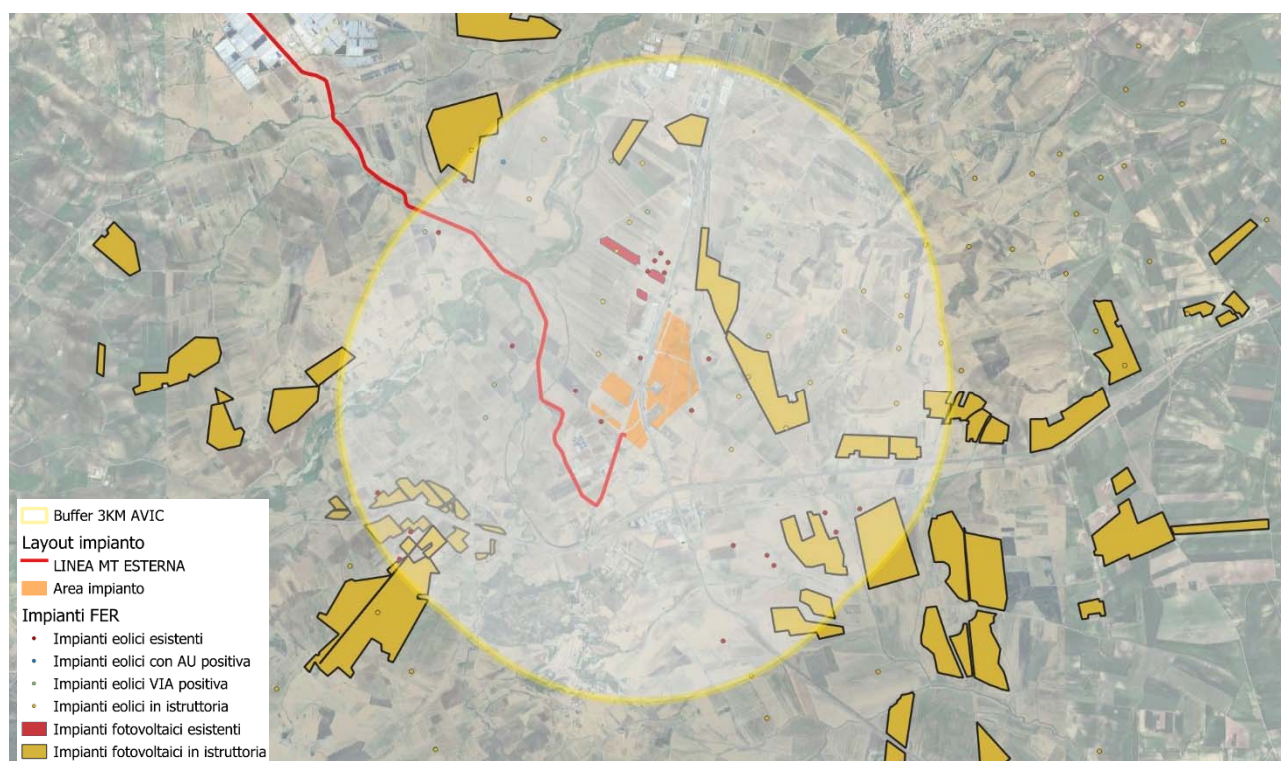 Buffer 3KM AVIC
Layout impianto
LINEA MT ESTERNA
Area impianto
Impianti FER
Impianti eolici esistenti
Impianti eolici con AU positiva
Impianti eolici VIA positiva
Impianti eolici in istruttoria
Impianti fotovoltaici esistenti
Impianti fotovoltaici in istruttoria